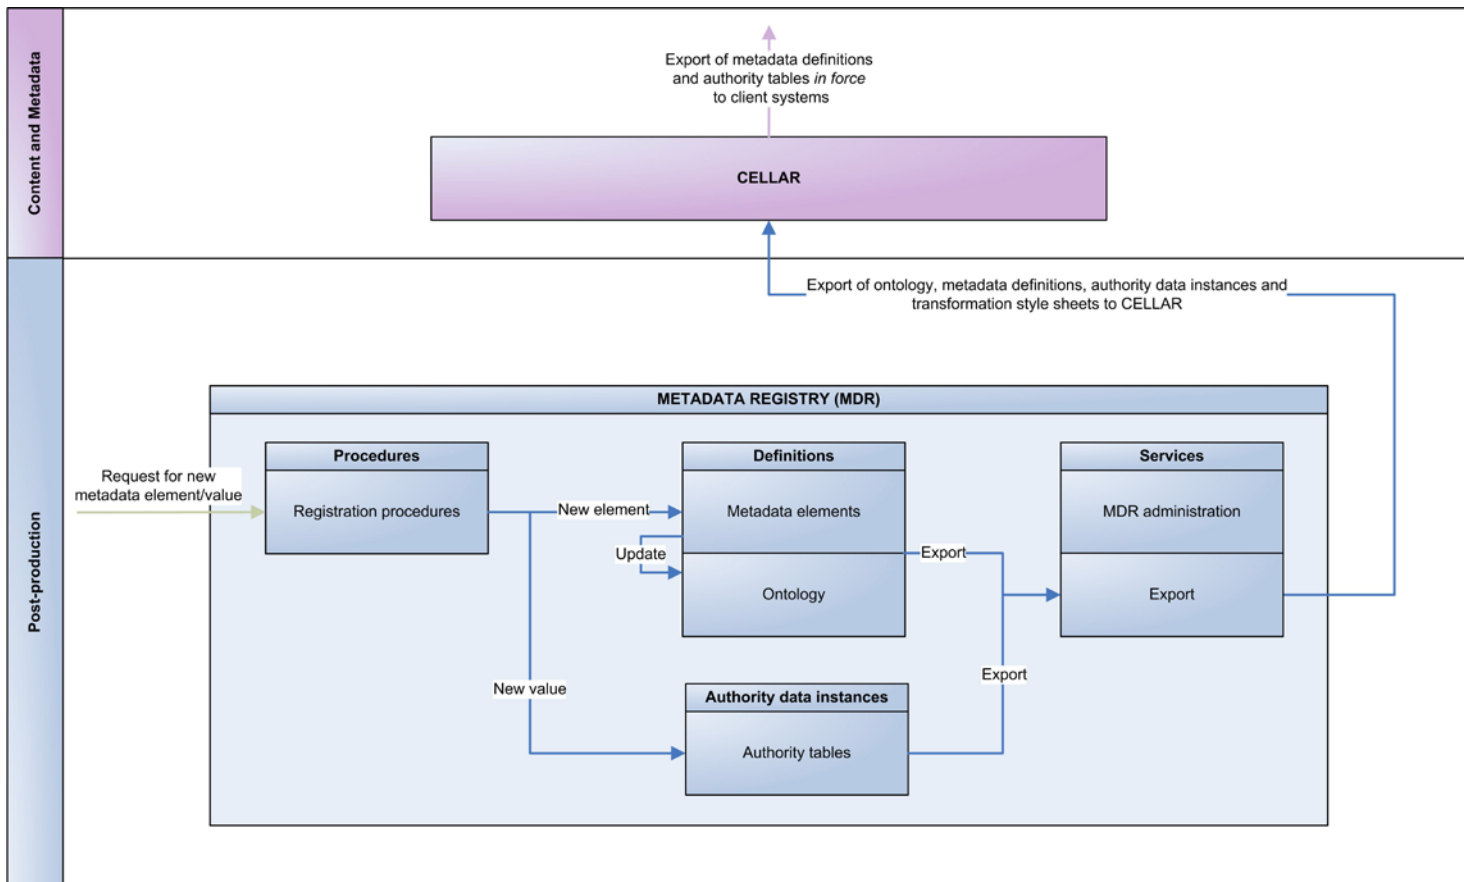 Content and Metadata
Export of metadata definitions
and authority tables in force
to client systems
CELLAR
Post-production
Export of ontology, metadata definitions, authority data instances and
transformation style sheets to CELLAR
METADATA REGISTRY (MDR)
Request for new
metadata element/value
Procedures
Registration procedures
New element
New value
Definitions
Metadata elements
Update
Ontology
Export
Authority data instances
Authority tables
Export
Services
MDR administration
Export